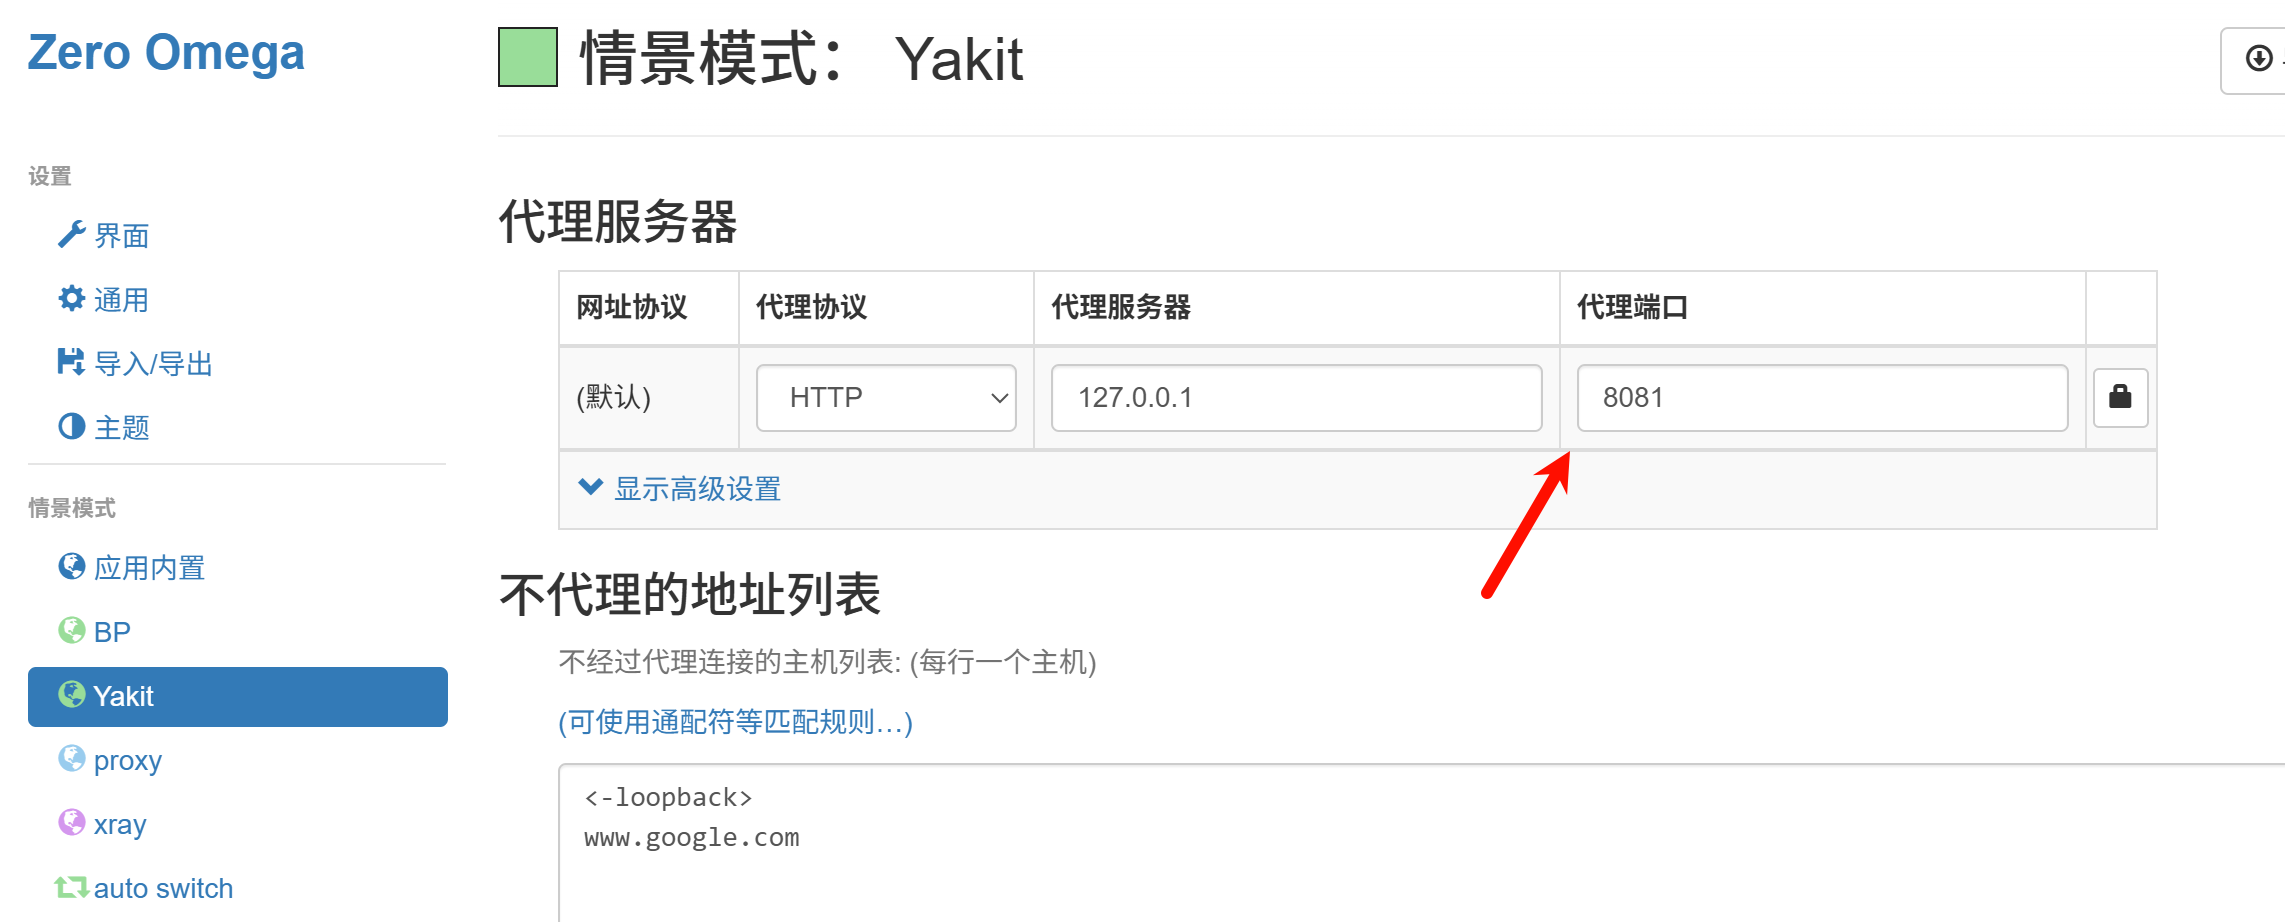 Zero Omega
设置
界面
通用
导入/导出
主题
情景模式
应用内置
BP
Yakit
proxy
xray
auto switch
情景模式： Yakit
代理服务器
网址协议 代理协议 代理服务器 代理端口
(默认) HTTP 127.0.0.1 8081
显示高级设置
不代理的地址列表
不经过代理连接的主机列表: (每行一个主机)
(可使用通配符等匹配规则…)
<-loopback>
www.google.com